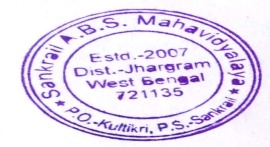 Sankrail A.B.S. Mahavidyalaya
Estd.-2007
Dist.-Jhargram
West Bengal
721135
★ P.O.-Kultikri, P.S.-Sankrail ★